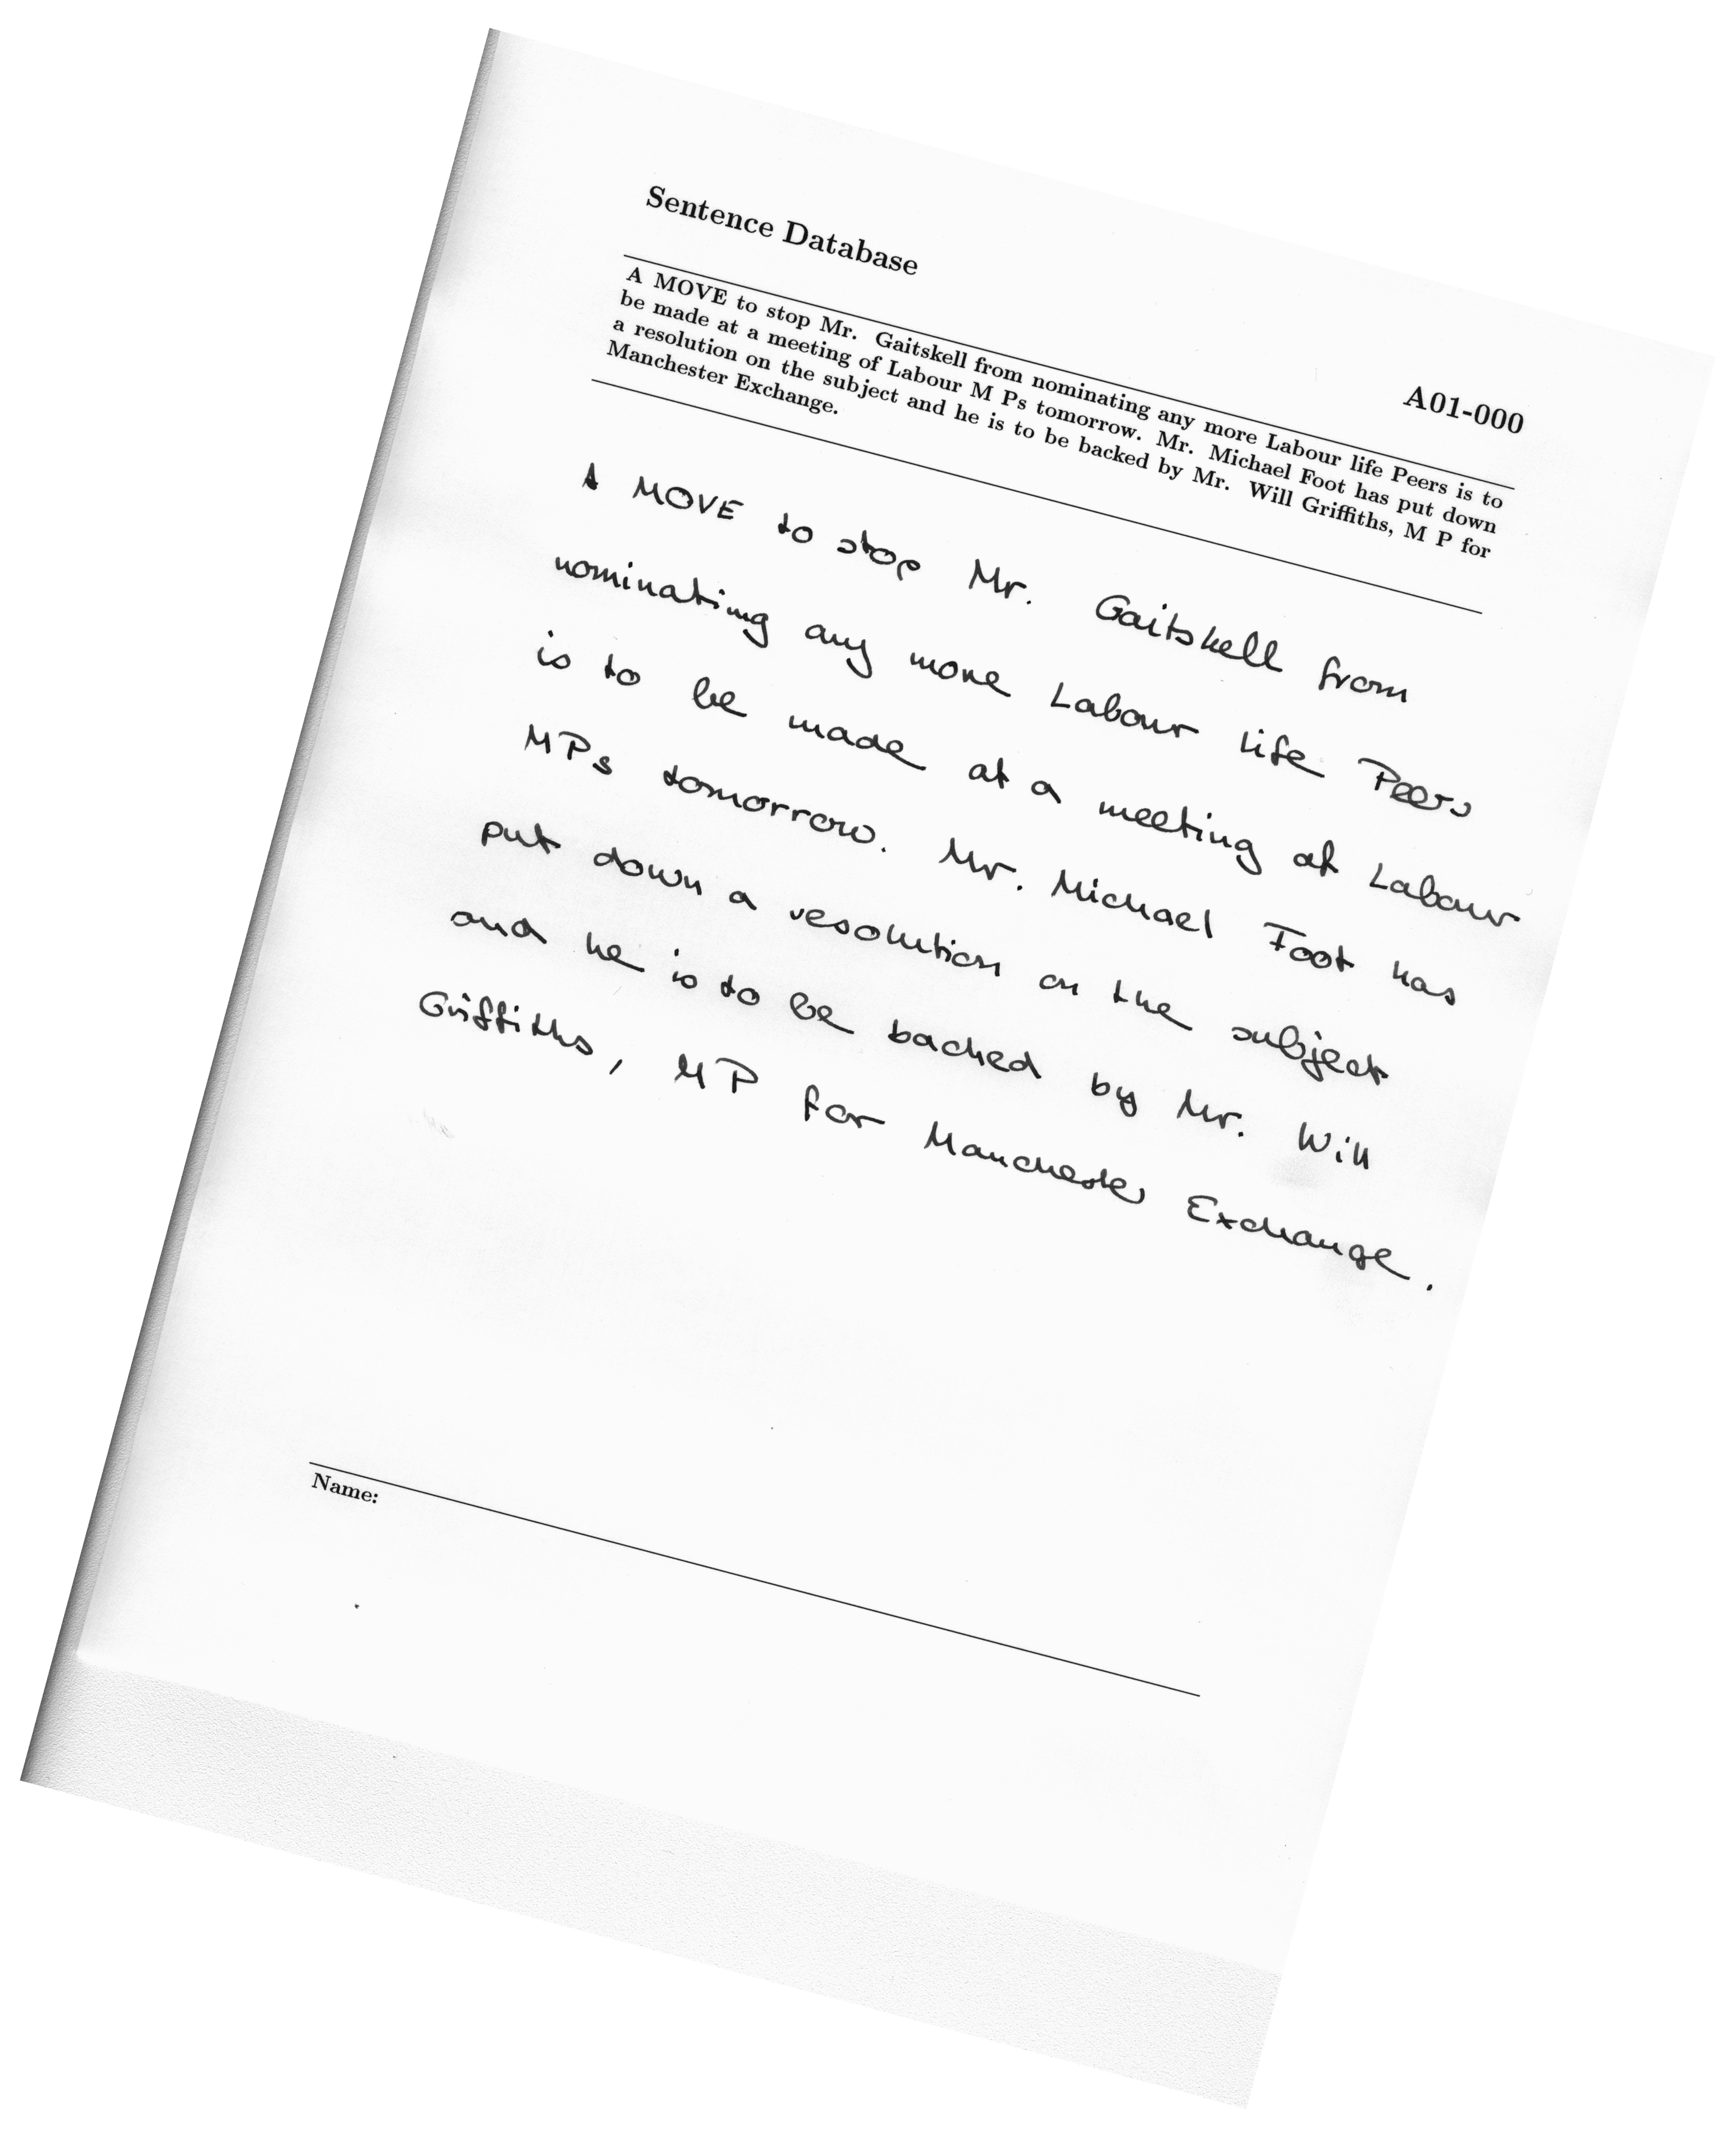 Sentence Database
A01-000
A MOVE to stop Mr. Gaitskell from nominating any more Labour life Peers is to
be made at a meeting of Labour M Ps tomorrow. Mr. Michael Foot has put down
a resolution on the subject and he is to be backed by Mr. Will Griffiths, M P for
Manchester Exchange.
A MOVE to stop Mr. Gaitskell from
nominating any more Labour life Peers
is to be made at a meeting of Labour
MPs tomorrow. Mr. Michael Foot has
put down a resolution on the subject
and he is to be backed by Mr. Will
Griffiths, MP for Manchester Exchange.
Name: